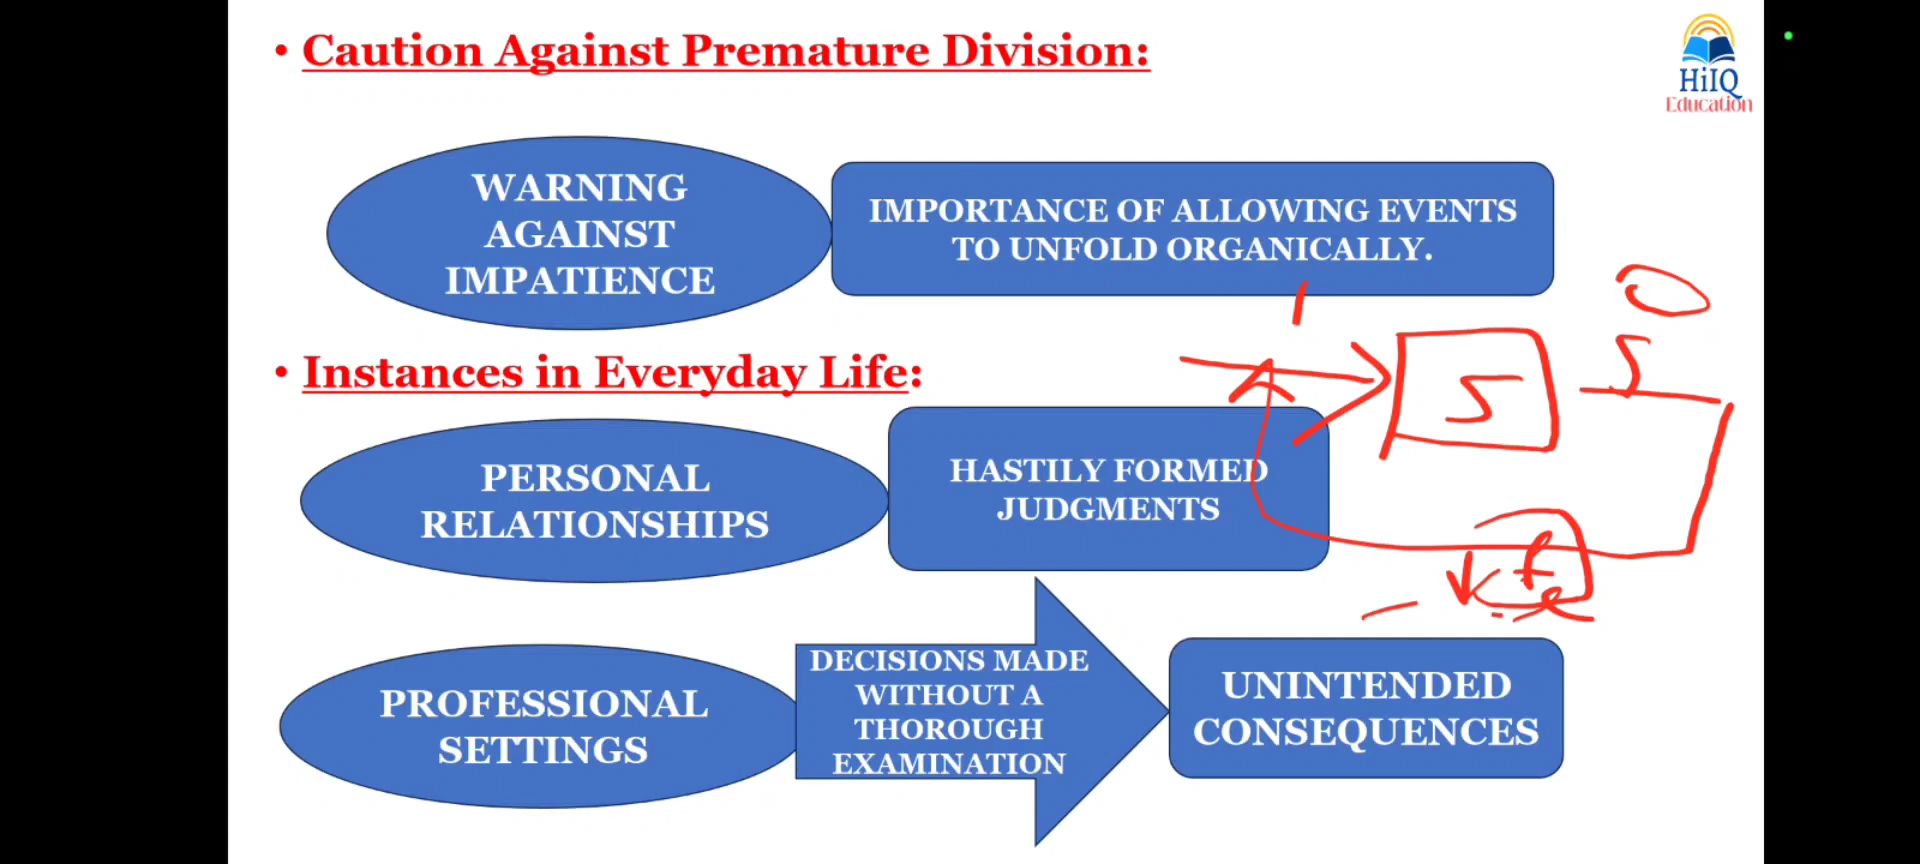 • Caution Against Premature Division:
HiIQ
Education
WARNING
AGAINST
IMPATIENCE
IMPORTANCE OF ALLOWING EVENTS
TO UNFOLD ORGANICALLY.
• Instances in Everyday Life:
S
PERSONAL
RELATIONSHIPS
HASTILY FORMED
JUDGMENTS
PROFESSIONAL
SETTINGS
DECISIONS MADE
WITHOUT A
THOROUGH
EXAMINATION
UNINTENDED
CONSEQUENCES